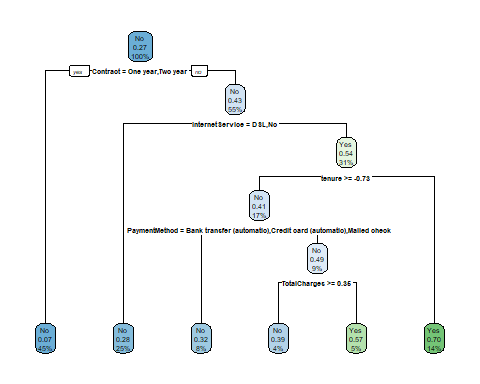 No
0.27
100%
yes Contract = One year,Two year no
No
0.43
55%
InternetService = DSL,No
Yes
0.54
31%
tenure >= -0.73
No
0.41
17%
PaymentMethod = Bank transfer (automatic),Credit card (automatic),Mailed check
No
0.49
9%
TotalCharges >= 0.35
No No No No Yes Yes
0.07 0.28 0.32 0.39 0.57 0.70
45% 25% 8% 4% 5% 14%